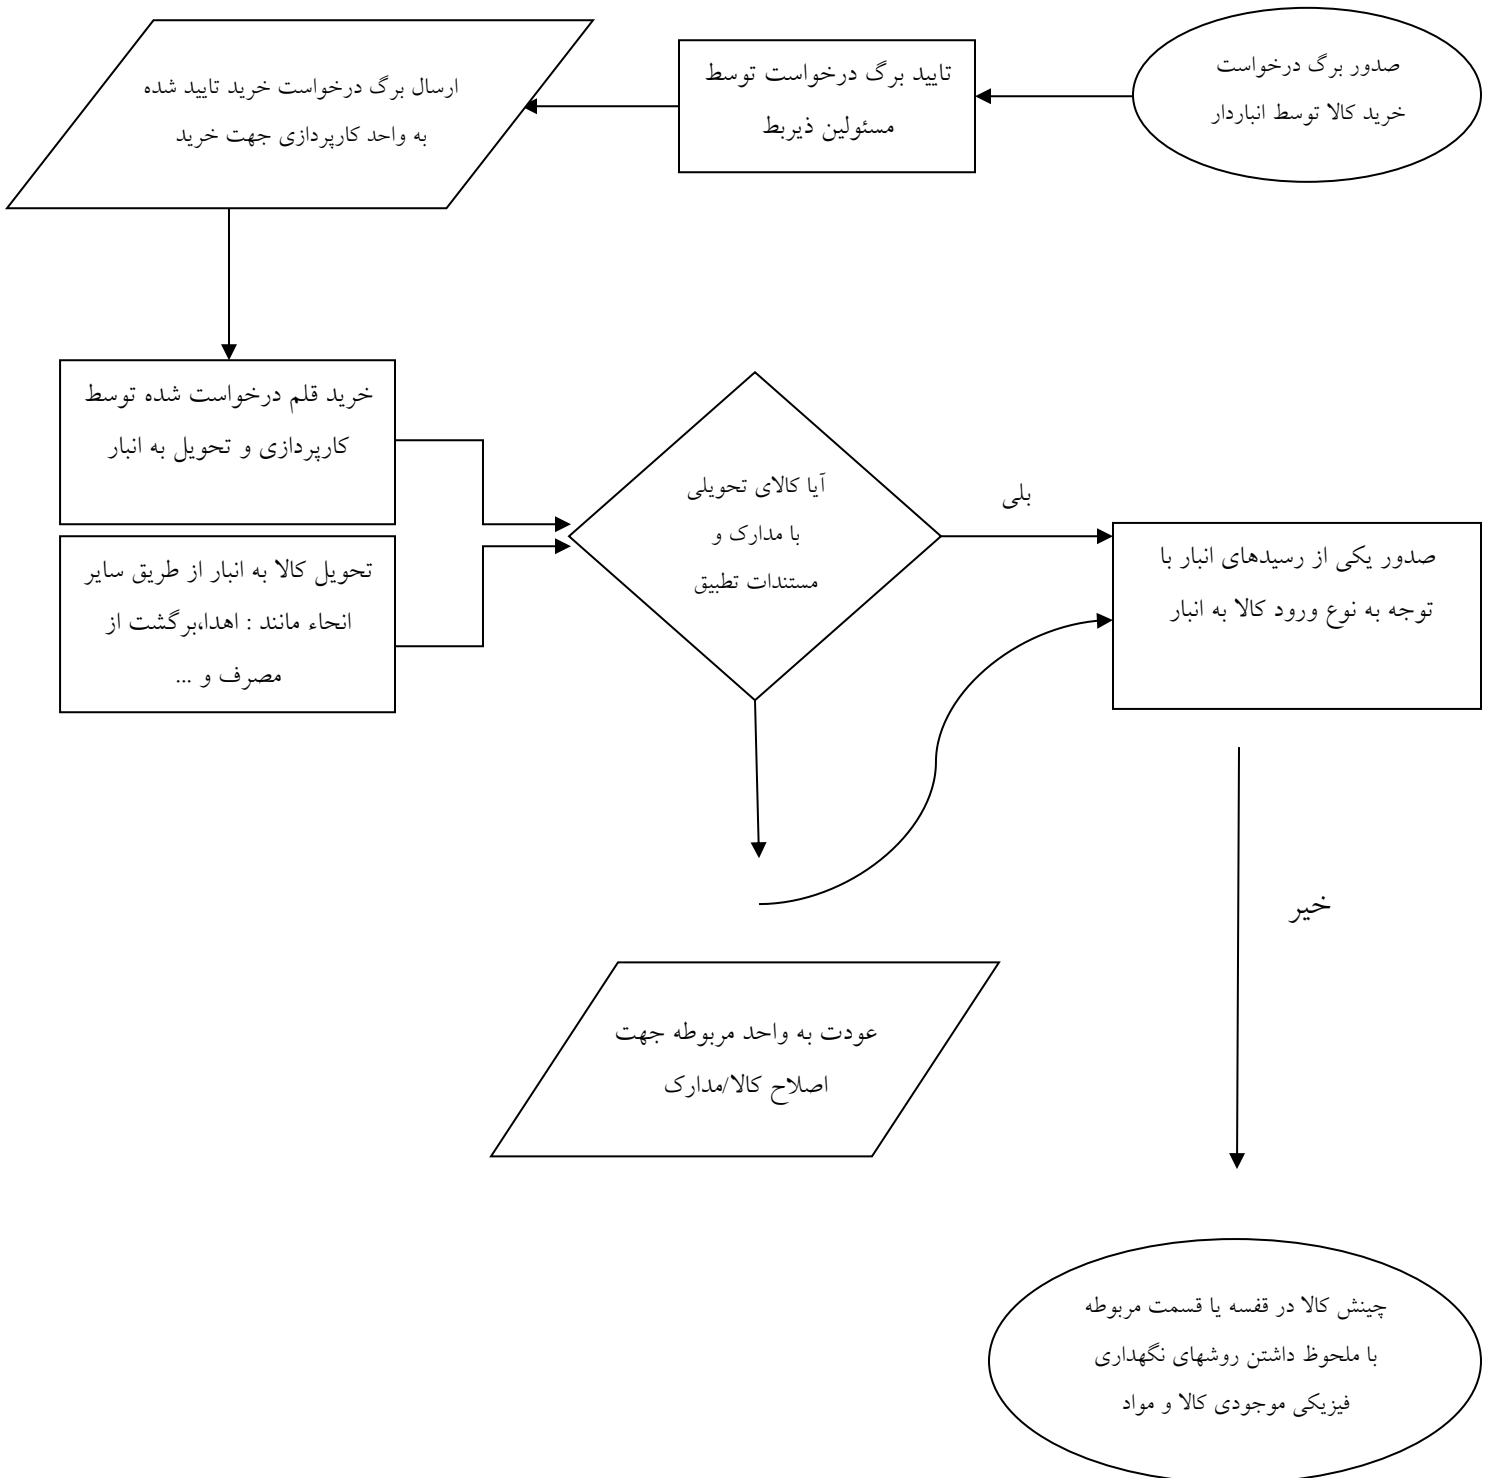 صدور برگ درخواست
خرید کالا توسط انباردار
تایید برگ درخواست توسط
مسئولین ذیربط
ارسال برگ درخواست خرید تایید شده
به واحد کارپردازی جهت خرید
خرید قلم درخواست شده توسط
کارپردازی و تحویل به انبار
تحویل کالا به انبار از طریق سایر
انحاء مانند : اهدا،برگشت از
مصرف و ...
آیا کالای تحویلی
با مدارک و
مستندات تطبیق
بلی
صدور یکی از رسیدهای انبار با
توجه به نوع ورود کالا به انبار
خیر
عودت به واحد مربوطه جهت
اصلاح کالا/مدارک
چینش کالا در قفسه یا قسمت مربوطه
با ملحوظ داشتن روشهای نگهداری
فیزیکی موجودی کالا و مواد